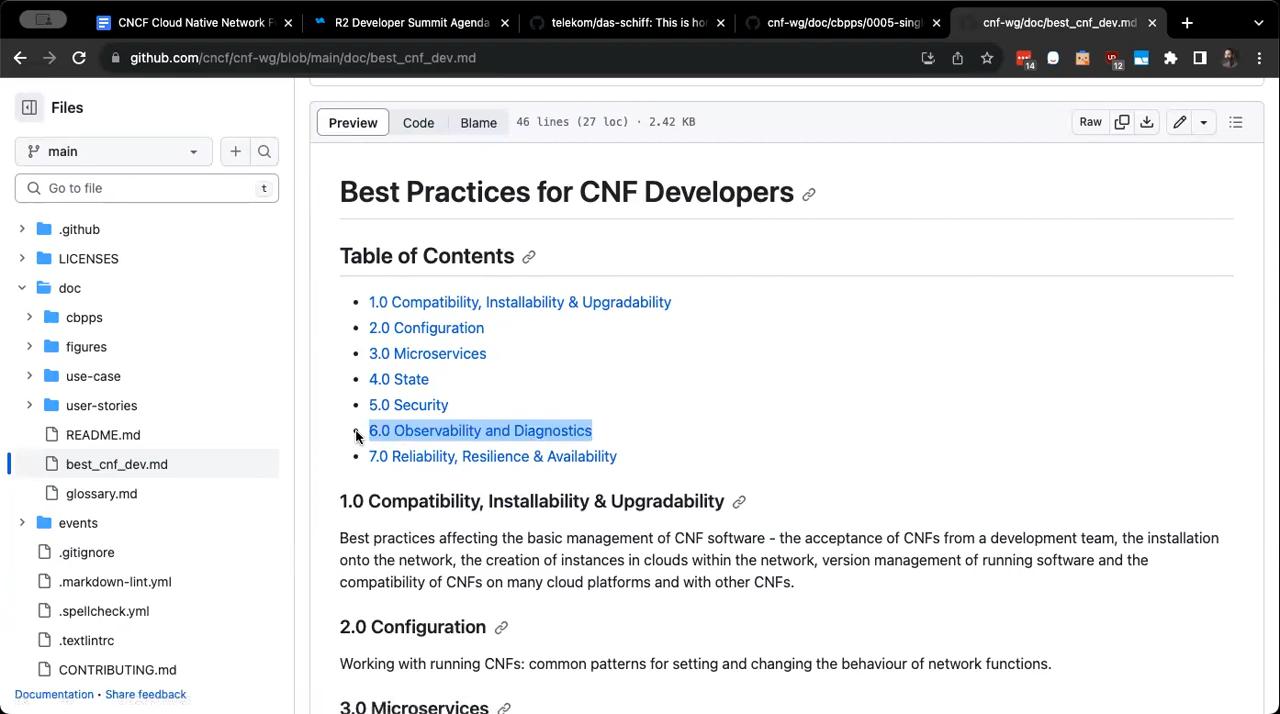 CNCF Cloud Native Network F
R2 Developer Summit Agenda
telekom/das-schiff: This is ho
cnf-wg/doc/cbpps/0005-sing
cnf-wg/doc/best_cnf_dev.md
github.com/cncf/cnf-wg/blob/main/doc/best_cnf_dev.md
14
12
Files
main
Go to file
t
.github
LICENSES
doc
cbpps
figures
use-case
user-stories
README.md
best_cnf_dev.md
glossary.md
events
.gitignore
.markdown-lint.yml
.spellcheck.yml
.textlintrc
CONTRIBUTING.md
Documentation • Share feedback
Preview Code Blame 46 lines (27 loc) · 2.42 KB
Raw
Best Practices for CNF Developers
Table of Contents
• 1.0 Compatibility, Installability & Upgradability
• 2.0 Configuration
• 3.0 Microservices
• 4.0 State
• 5.0 Security
• 6.0 Observability and Diagnostics
• 7.0 Reliability, Resilience & Availability
1.0 Compatibility, Installability & Upgradability
Best practices affecting the basic management of CNF software - the acceptance of CNFs from a development team, the installation
onto the network, the creation of instances in clouds within the network, version management of running software and the
compatibility of CNFs on many cloud platforms and with other CNFs.
2.0 Configuration
Working with running CNFs: common patterns for setting and changing the behaviour of network functions.
3.0 Microservices